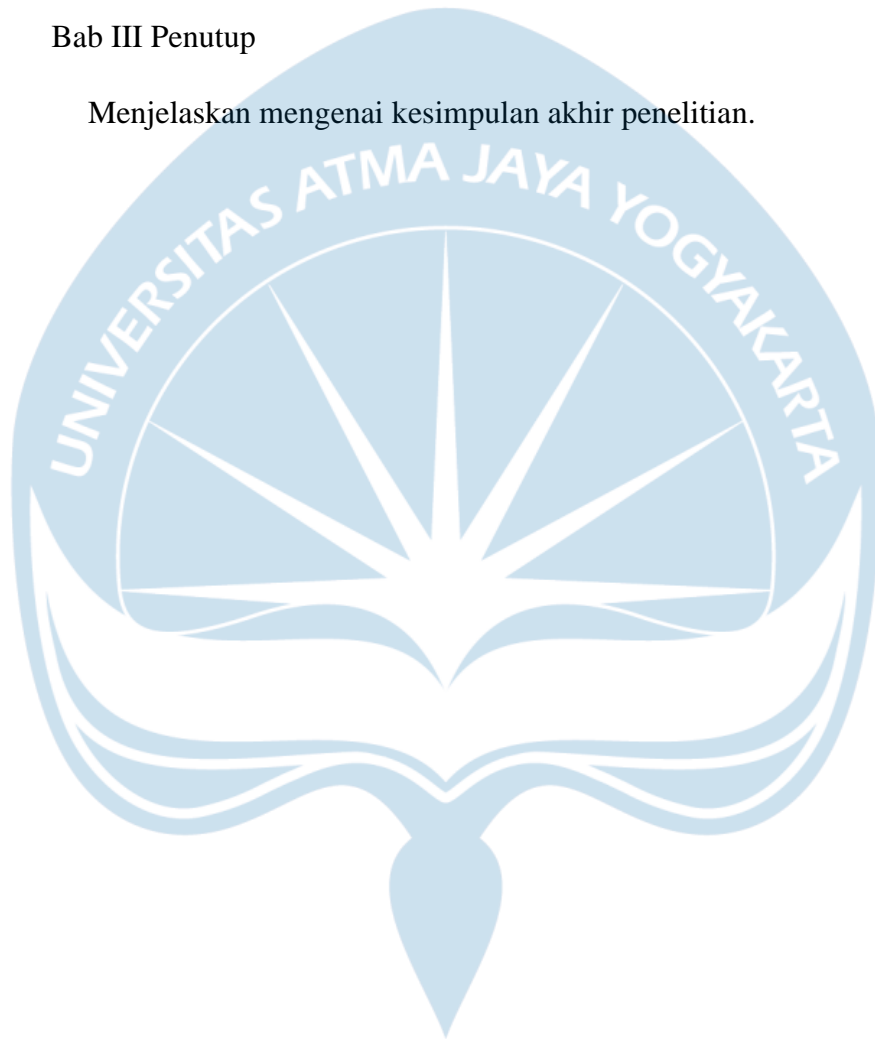 Bab III Penutup
Menjelaskan mengenai kesimpulan akhir penelitian.
UNIVERSITAS ATMA JAYA YOGYAKARTA